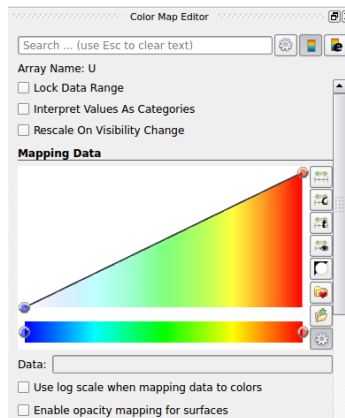 Color Map Editor
Search ... (use Esc to clear text)
Array Name: U
Lock Data Range
Interpret Values As Categories
Rescale On Visibility Change
Mapping Data
Data:
Use log scale when mapping data to colors
Enable opacity mapping for surfaces